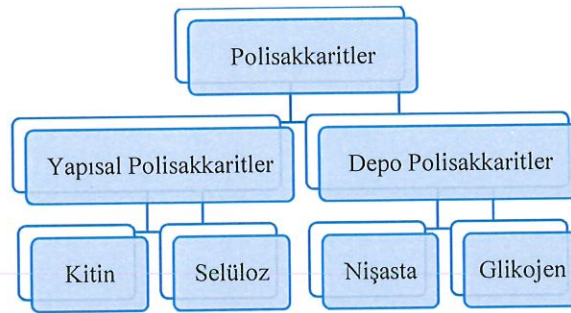 Polisakkaritler
Yapısal Polisakkaritler
Depo Polisakkaritler
Kitin
Selüloz
Nişasta
Glikojen